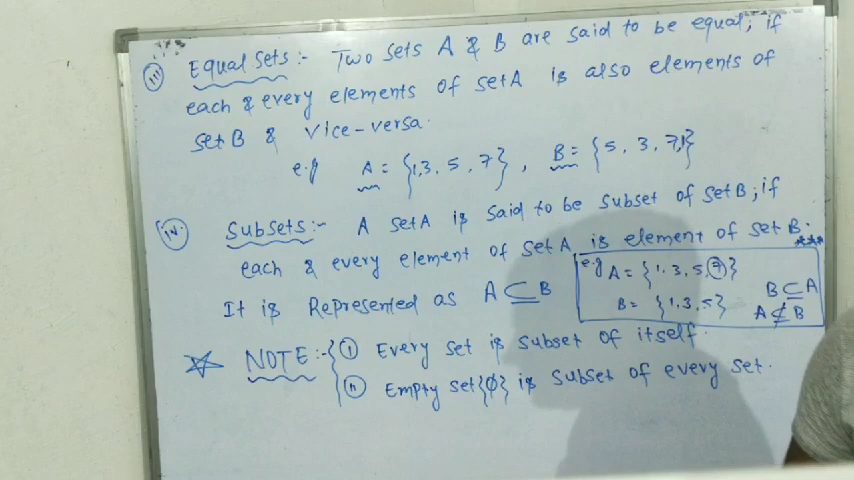 (iii) Equal Sets :- Two Sets A & B are said to be equal; if
each & every elements of set A is also elements of
set B & Vice-versa.
e.g A = {1,3,5,7}, B = {5,3,7,1}
(iv). Subsets :- A set A is said to be subset of set B; if
each & every element of set A is element of set B.
It is Represented as A ⊆ B
***
e.g A = {1,3,5,7}
B = {1,3,5}
B ⊆ A
A ⊈ B
☆ NOTE :- { (i) Every set is subset of itself.
(ii) Empty set {ϕ} is subset of every set.